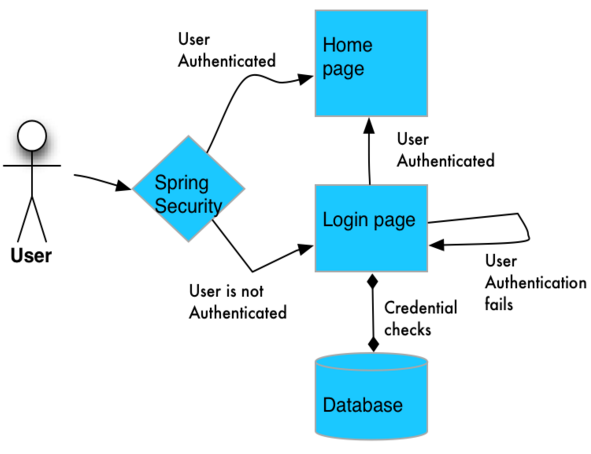 User
Authenticated
Home
page
User
Authenticated
Spring
Security
Login page
User
User
Authentication
fails
User is not
Authenticated
Credential
checks
Database